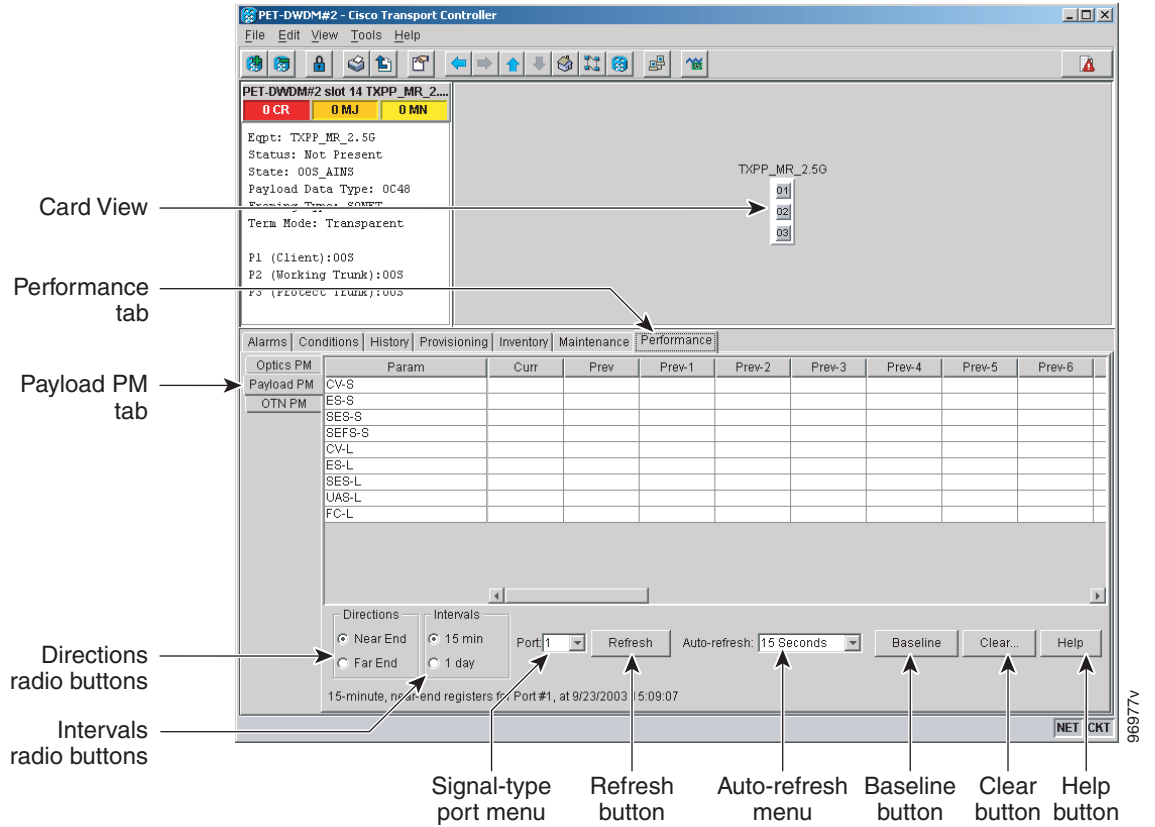 PET-DWDM#2 - Cisco Transport Controller
File Edit View Tools Help
PET-DWDM#2 slot 14 TXPP_MR_2....
0 CR 0 MJ 0 MN
Eqpt: TXPP_MR_2.5G
Status: Not Present
State: OOS_AINS
Payload Data Type: OC48
Framing Type: SONET
Term Mode: Transparent
P1 (Client):OOS
P2 (Working Trunk):OOS
P3 (Protect Trunk):OOS
TXPP_MR_2.5G
01
02
03
Card View
Performance
tab
Payload PM
tab
Directions
radio buttons
Intervals
radio buttons
Alarms Conditions History Provisioning Inventory Maintenance Performance
Optics PM
Payload PM
OTN PM
Param Curr Prev Prev-1 Prev-2 Prev-3 Prev-4 Prev-5 Prev-6
CV-S
ES-S
SES-S
SEFS-S
CV-L
ES-L
SES-L
UAS-L
FC-L
Directions Intervals
Near End 15 min
Far End 1 day
Port: 1 Refresh Auto-refresh: 15 Seconds Baseline Clear... Help
15-minute, near-end registers for Port #1, at 9/23/2003 15:09:07
NET CKT
96977v
Signal-type
port menu
Refresh
button
Auto-refresh
menu
Baseline
button
Clear
button
Help
button